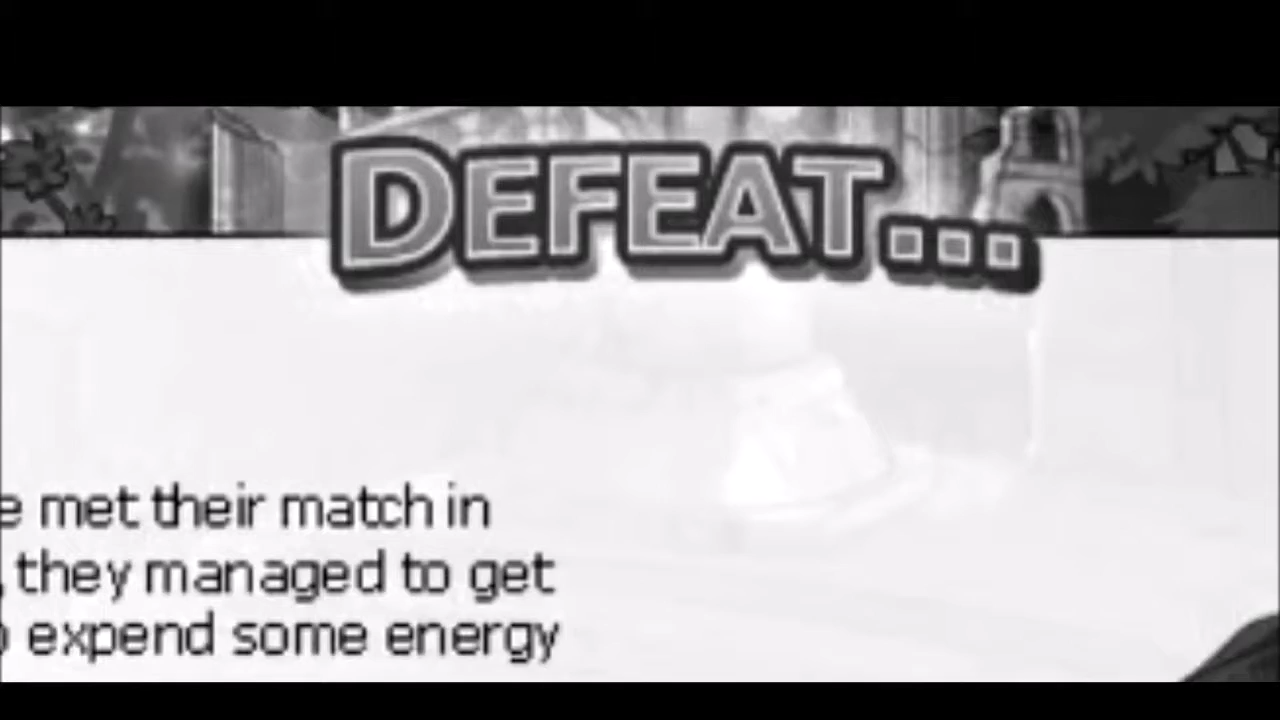 DEFEAT...
e met their match in
, they managed to get
o expend some energy